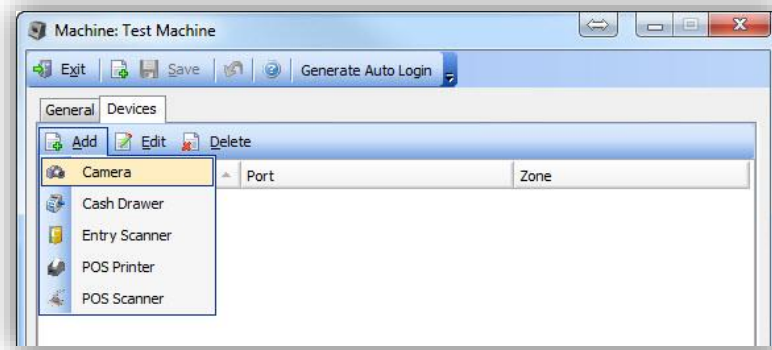 Machine: Test Machine
Exit Save Generate Auto Login
General Devices
Add Edit Delete
Camera Port Zone
Cash Drawer
Entry Scanner
POS Printer
POS Scanner